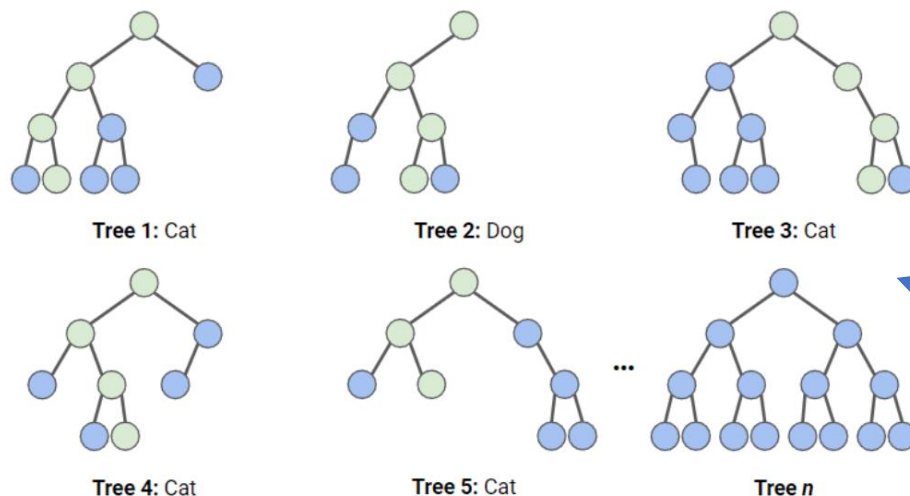 Tree 1: Cat
Tree 2: Dog
Tree 3: Cat
...
Tree 4: Cat
Tree 5: Cat
Tree n